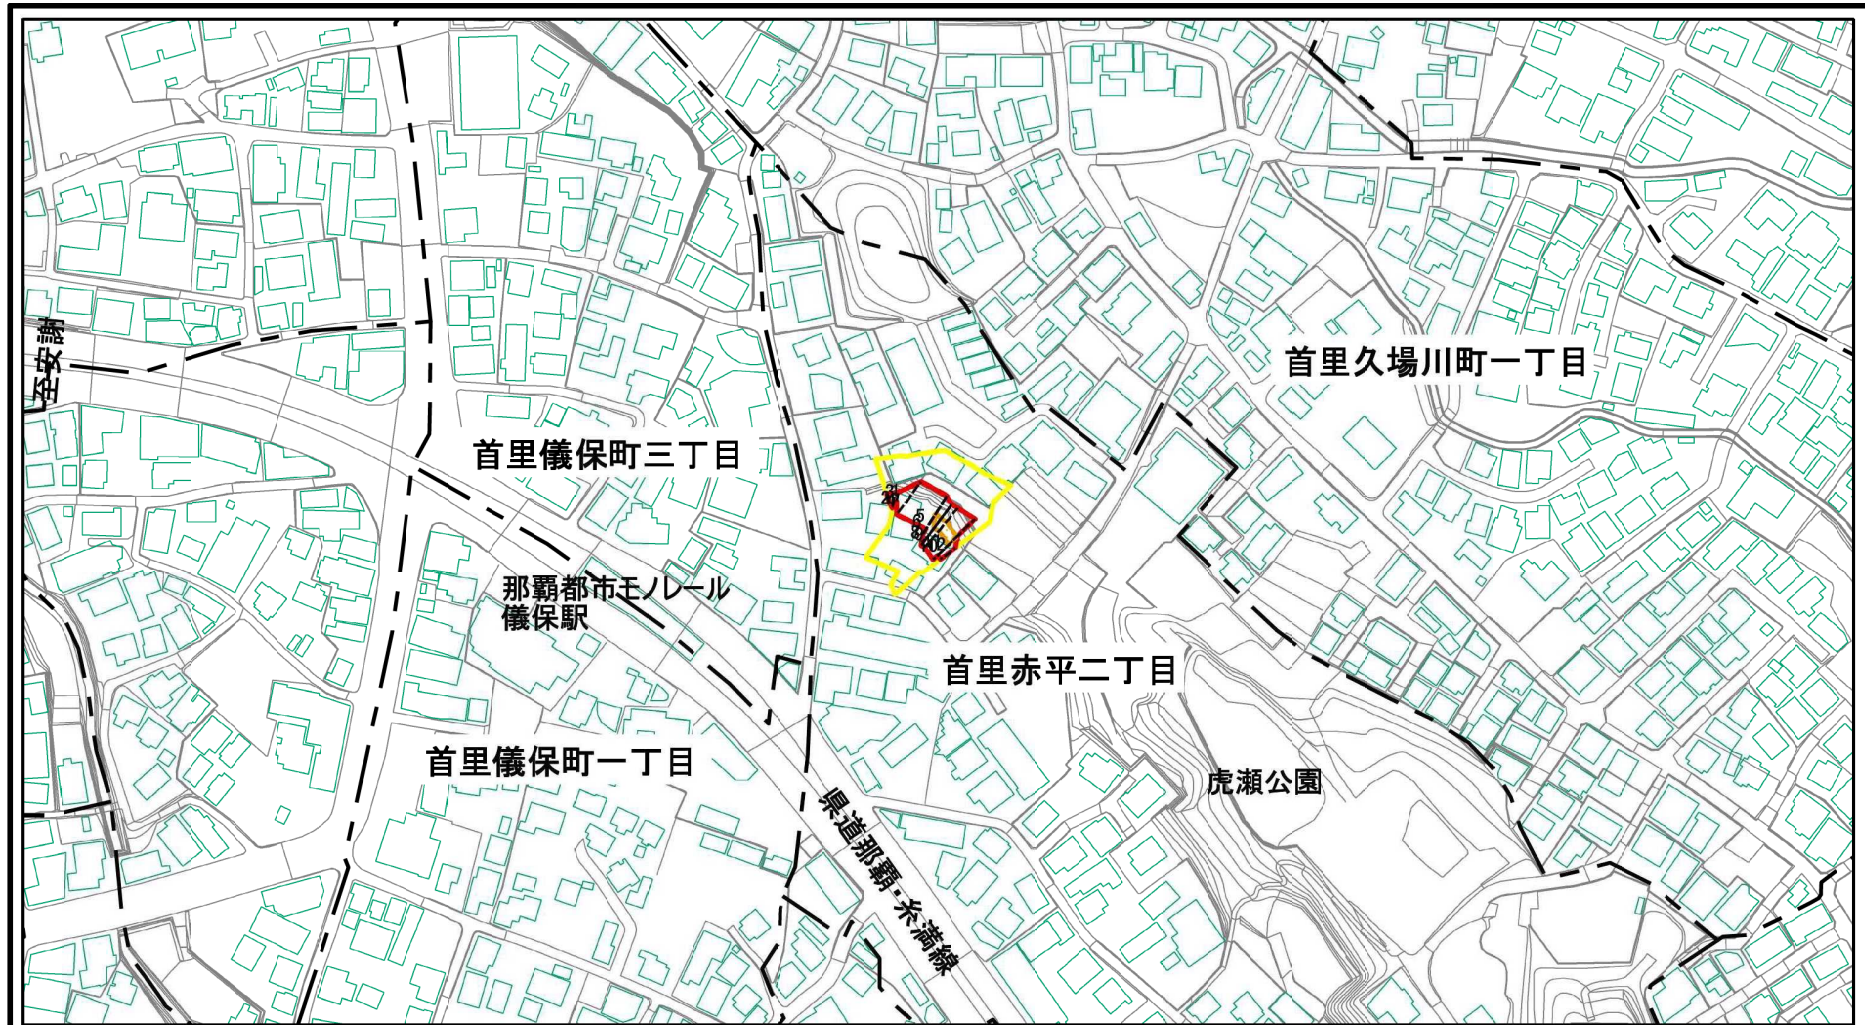 首里久場川町一丁目
至安謝
首里儀保町三丁目
那覇都市モノレール
儀保駅
首里赤平二丁目
首里儀保町一丁目
虎瀬公園
県道那覇・糸満線